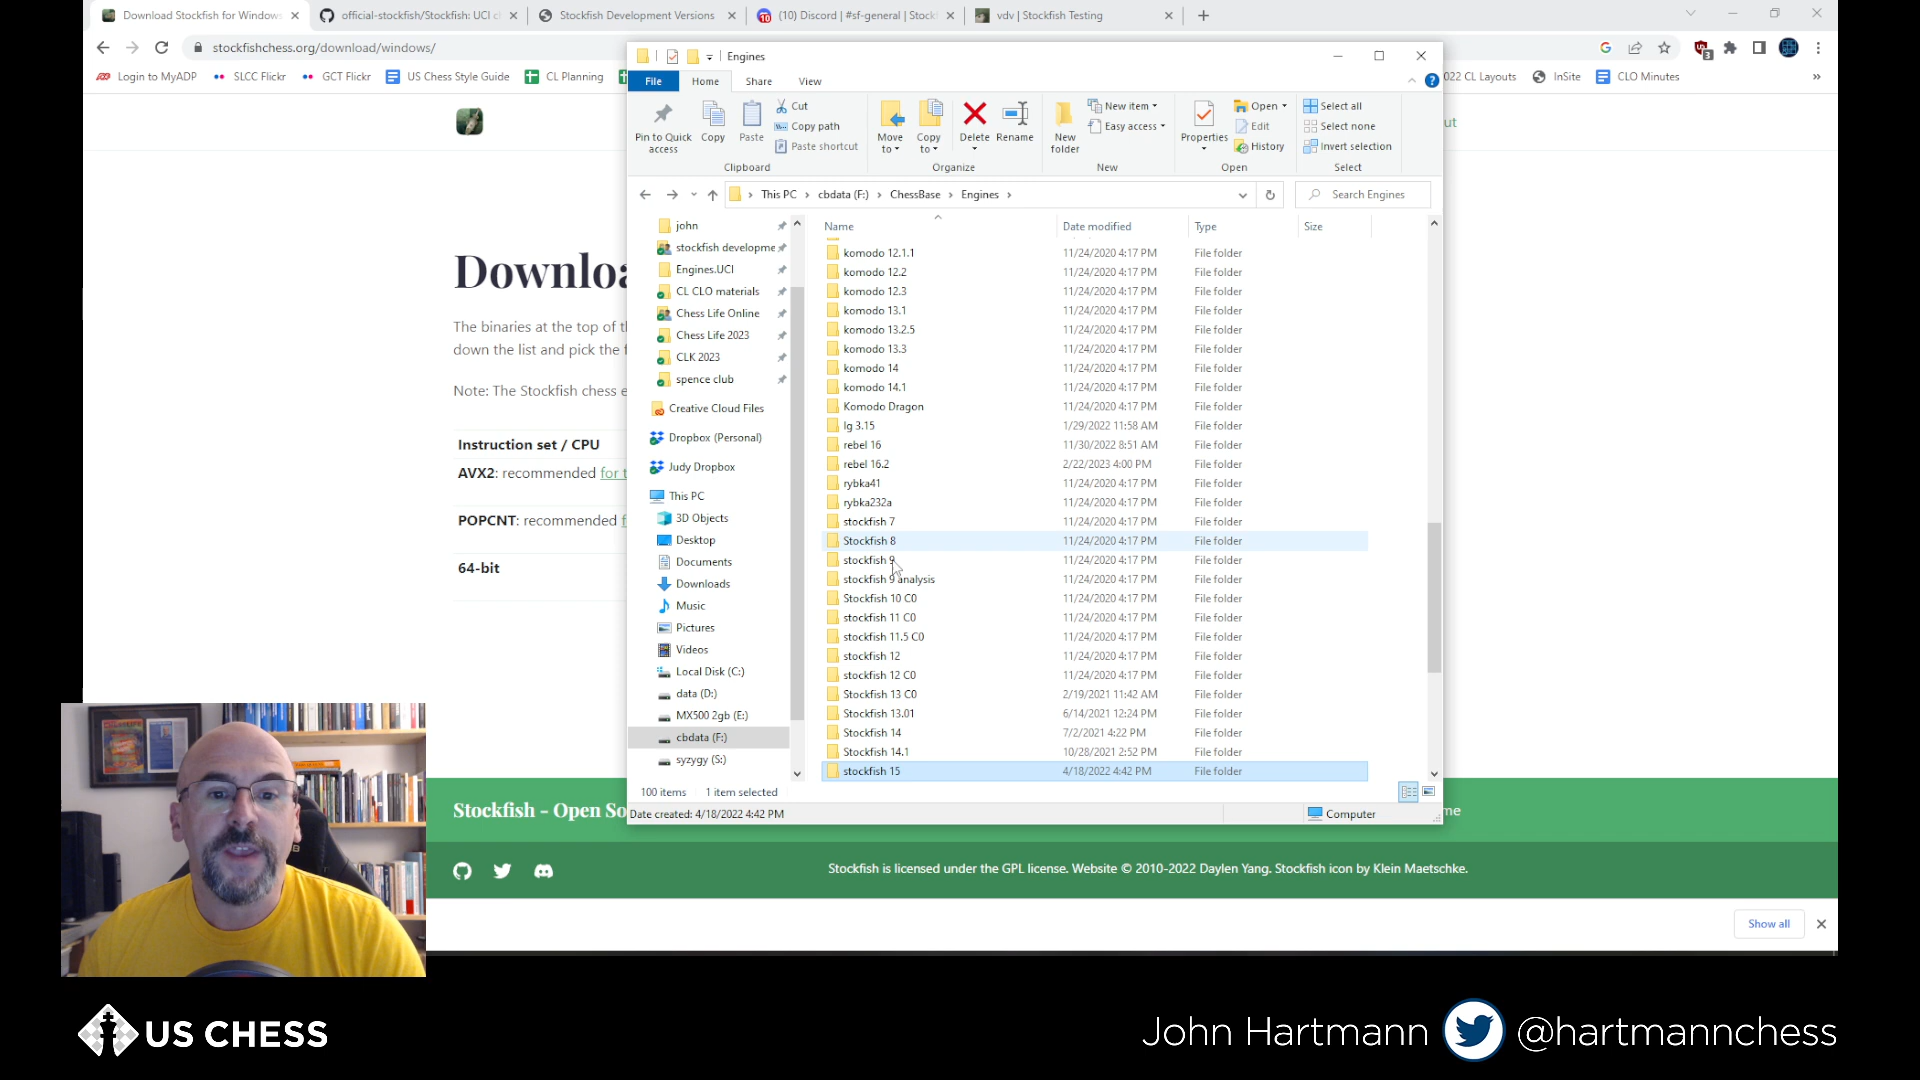 Download Stockfish for Windows
official-stockfish/Stockfish: UCI c
Stockfish Development Versions
(10) Discord | #sf-general | Stock
vdv | Stockfish Testing
stockfishchess.org/download/windows/
3
Login to MyADP
SLCC Flickr
GCT Flickr
US Chess Style Guide
CL Planning
022 CL Layouts
InSite
CLO Minutes
»
Engines
File
Home
Share
View
Pin to Quick access
Copy
Paste
Cut
Copy path
Paste shortcut
Clipboard
Move to
Copy to
Delete
Rename
Organize
New folder
New item
Easy access
New
Properties
Open
Edit
History
Open
Select all
Select none
Invert selection
Select
ut
This PC > cbdata (F:) > ChessBase > Engines >
Search Engines
john
stockfish developme
Engines.UCI
CL CLO materials
Chess Life Online
Chess Life 2023
CLK 2023
spence club
Creative Cloud Files
Dropbox (Personal)
Judy Dropbox
This PC
3D Objects
Desktop
Documents
Downloads
Music
Pictures
Videos
Local Disk (C:)
data (D:)
MX500 2gb (E:)
cbdata (F:)
syzygy (S:)
Name Date modified Type Size
komodo 12.1.1 11/24/2020 4:17 PM File folder
komodo 12.2 11/24/2020 4:17 PM File folder
komodo 12.3 11/24/2020 4:17 PM File folder
komodo 13.1 11/24/2020 4:17 PM File folder
komodo 13.2.5 11/24/2020 4:17 PM File folder
komodo 13.3 11/24/2020 4:17 PM File folder
komodo 14 11/24/2020 4:17 PM File folder
komodo 14.1 11/24/2020 4:17 PM File folder
Komodo Dragon 11/24/2020 4:17 PM File folder
lg 3.15 1/29/2022 11:58 AM File folder
rebel 16 11/30/2022 8:51 AM File folder
rebel 16.2 2/22/2023 4:00 PM File folder
rybka41 11/24/2020 4:17 PM File folder
rybka232a 11/24/2020 4:17 PM File folder
stockfish 7 11/24/2020 4:17 PM File folder
Stockfish 8 11/24/2020 4:17 PM File folder
stockfish 9 11/24/2020 4:17 PM File folder
stockfish 9 analysis 11/24/2020 4:17 PM File folder
Stockfish 10 C0 11/24/2020 4:17 PM File folder
stockfish 11 C0 11/24/2020 4:17 PM File folder
stockfish 11.5 C0 11/24/2020 4:17 PM File folder
stockfish 12 11/24/2020 4:17 PM File folder
stockfish 12 C0 11/24/2020 4:17 PM File folder
Stockfish 13 C0 2/19/2021 11:42 AM File folder
Stockfish 13.01 6/14/2021 12:24 PM File folder
Stockfish 14 7/2/2021 4:22 PM File folder
Stockfish 14.1 10/28/2021 2:52 PM File folder
stockfish 15 4/18/2022 4:42 PM File folder
100 items
1 item selected
Date created: 4/18/2022 4:42 PM
Computer
Downloa
The binaries at the top of t
down the list and pick the f
Note: The Stockfish chess e
Instruction set / CPU
AVX2: recommended for t
POPCNT: recommended f
64-bit
Stockfish - Open So
me
Stockfish is licensed under the GPL license. Website © 2010-2022 Daylen Yang. Stockfish icon by Klein Maetschke.
Show all
US CHESS
John Hartmann
@hartmannchess